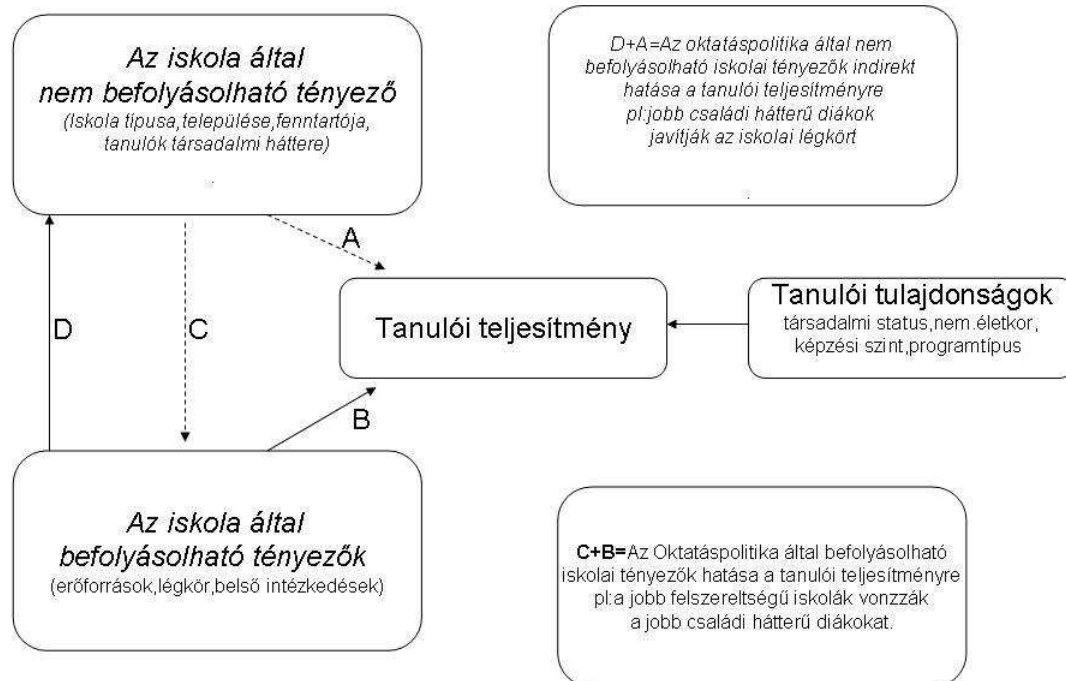 Az iskola által
nem befolyásolható tényező
(Iskola típusa,települése,fenntartója,
tanulók társadalmi háttere)
.
D+A=Az oktatáspolitika által nem
befolyásolható iskolai tényezők indirekt
hatása a tanulói teljesítményre
pl:jobb családi hátterű diákok
javítják az iskolai légkört
.
A
D
C
Tanulói teljesítmény
Tanulói tulajdonságok
társadalmi status,nem.életkor,
képzési szint,programtípus
B
Az iskola által
befolyásolható tényezők
(erőforrások,légkör,belső intézkedések)
C+B=Az Oktatáspolitika által befolyásolható
iskolai tényezők hatása a tanulói teljesítményre
pl:a jobb felszereltségű iskolák vonzzák
a jobb családi hátterű diákokat.